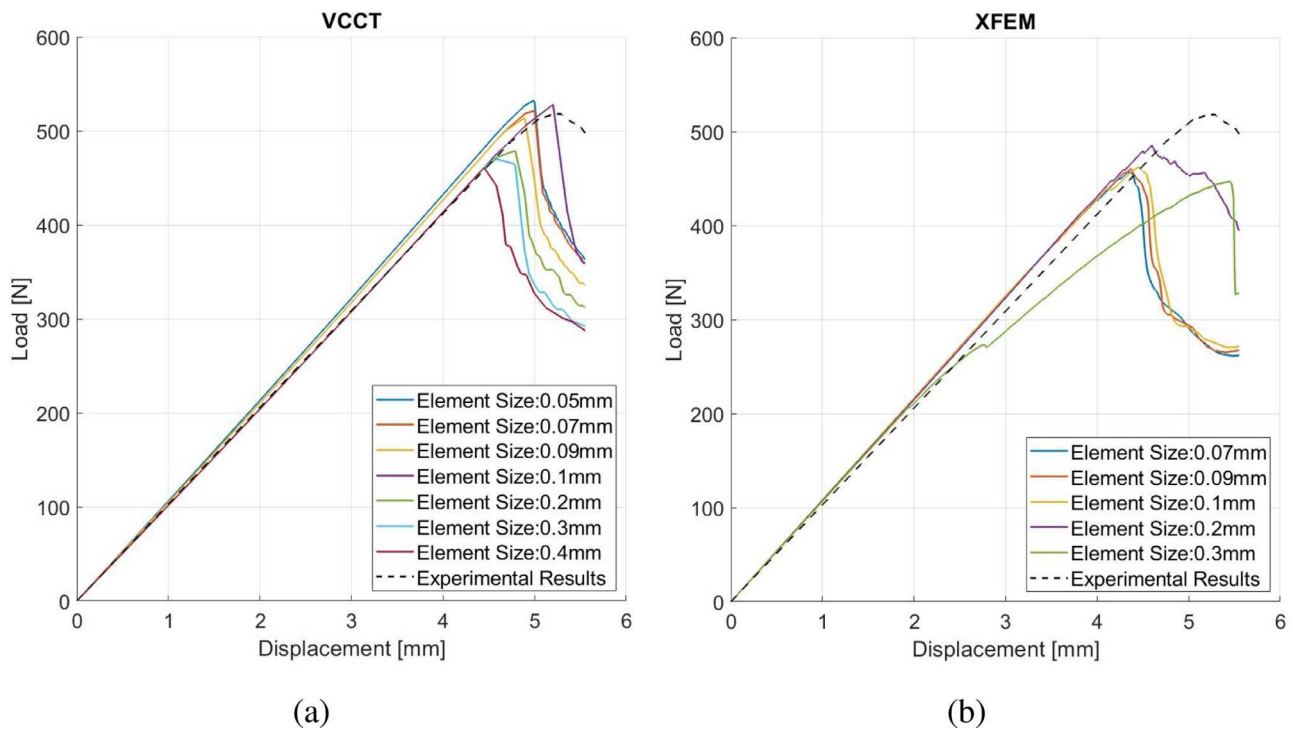 VCCT
600
500
400
300
200
100
0
Load [N]
0 1 2 3 4 5 6
Displacement [mm]
Element Size:0.05mm
Element Size:0.07mm
Element Size:0.09mm
Element Size:0.1mm
Element Size:0.2mm
Element Size:0.3mm
Element Size:0.4mm
Experimental Results
(a)
XFEM
600
500
400
300
200
100
0
Load [N]
0 1 2 3 4 5 6
Displacement [mm]
Element Size:0.07mm
Element Size:0.09mm
Element Size:0.1mm
Element Size:0.2mm
Element Size:0.3mm
Experimental Results
(b)